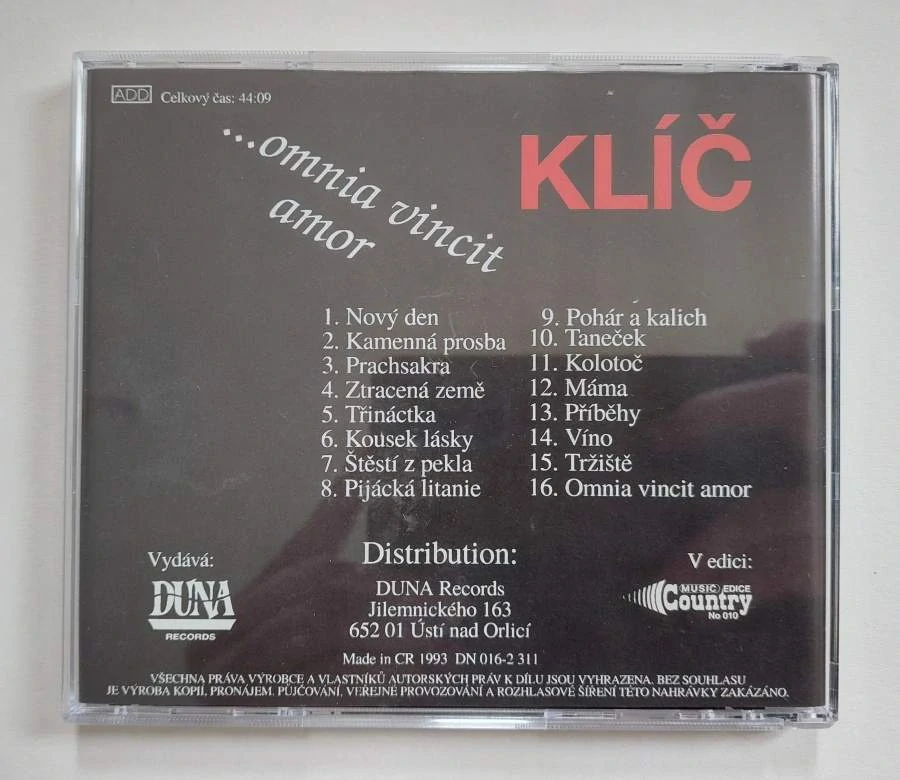 ADD Celkový čas: 44:09
...omnia vincit
amor
KLÍČ
1. Nový den
2. Kamenná prosba
3. Prachsakra
4. Ztracená země
5. Třináctka
6. Kousek lásky
7. Štěstí z pekla
8. Pijácká litanie
9. Pohár a kalich
10. Taneček
11. Kolotoč
12. Máma
13. Příběhy
14. Víno
15. Tržiště
16. Omnia vincit amor
Vydává:
DUNA
RECORDS
Distribution:
DUNA Records
Jilemnického 163
652 01 Ústí nad Orlicí
V edici:
MUSIC EDICE
Country
No 010
Made in CR 1993 DN 016-2 311
VŠECHNA PRÁVA VÝROBCE A VLASTNÍKŮ AUTORSKÝCH PRÁV K DÍLU JSOU VYHRAZENA. BEZ SOUHLASU
JE VÝROBA KOPIÍ, PRONÁJEM, PŮJČOVÁNÍ, VEŘEJNÉ PROVOZOVÁNÍ A ROZHLASOVÉ ŠÍŘENÍ TÉTO NAHRÁVKY ZAKÁZÁNO.